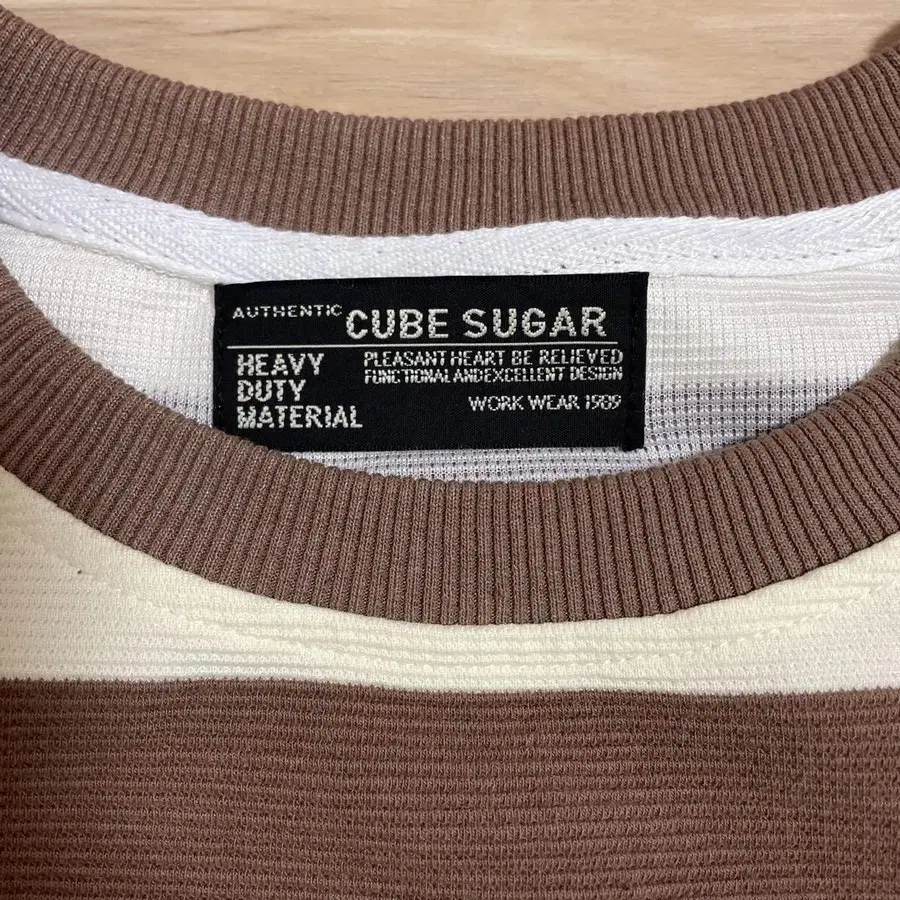 AUTHENTIC CUBE SUGAR
HEAVY
DUTY
MATERIAL
PLEASANT HEART BE RELIEVED
FUNCTIONAL AND EXCELLENT DESIGN
WORK WEAR 1989